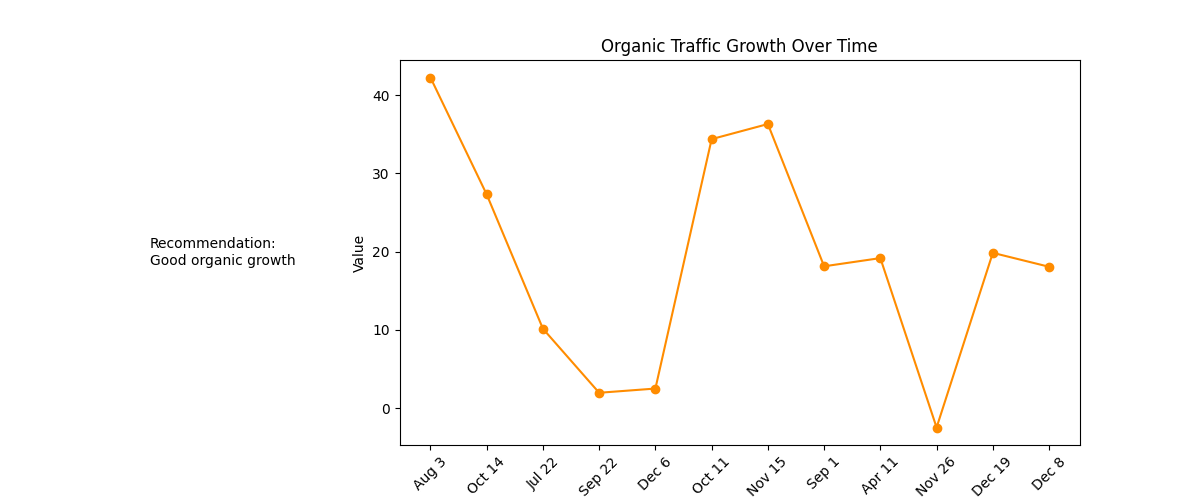 Organic Traffic Growth Over Time
Recommendation:
Good organic growth
Value
40
30
20
10
0
Aug 3
Oct 14
Jul 22
Sep 22
Dec 6
Oct 11
Nov 15
Sep 1
Apr 11
Nov 26
Dec 19
Dec 8